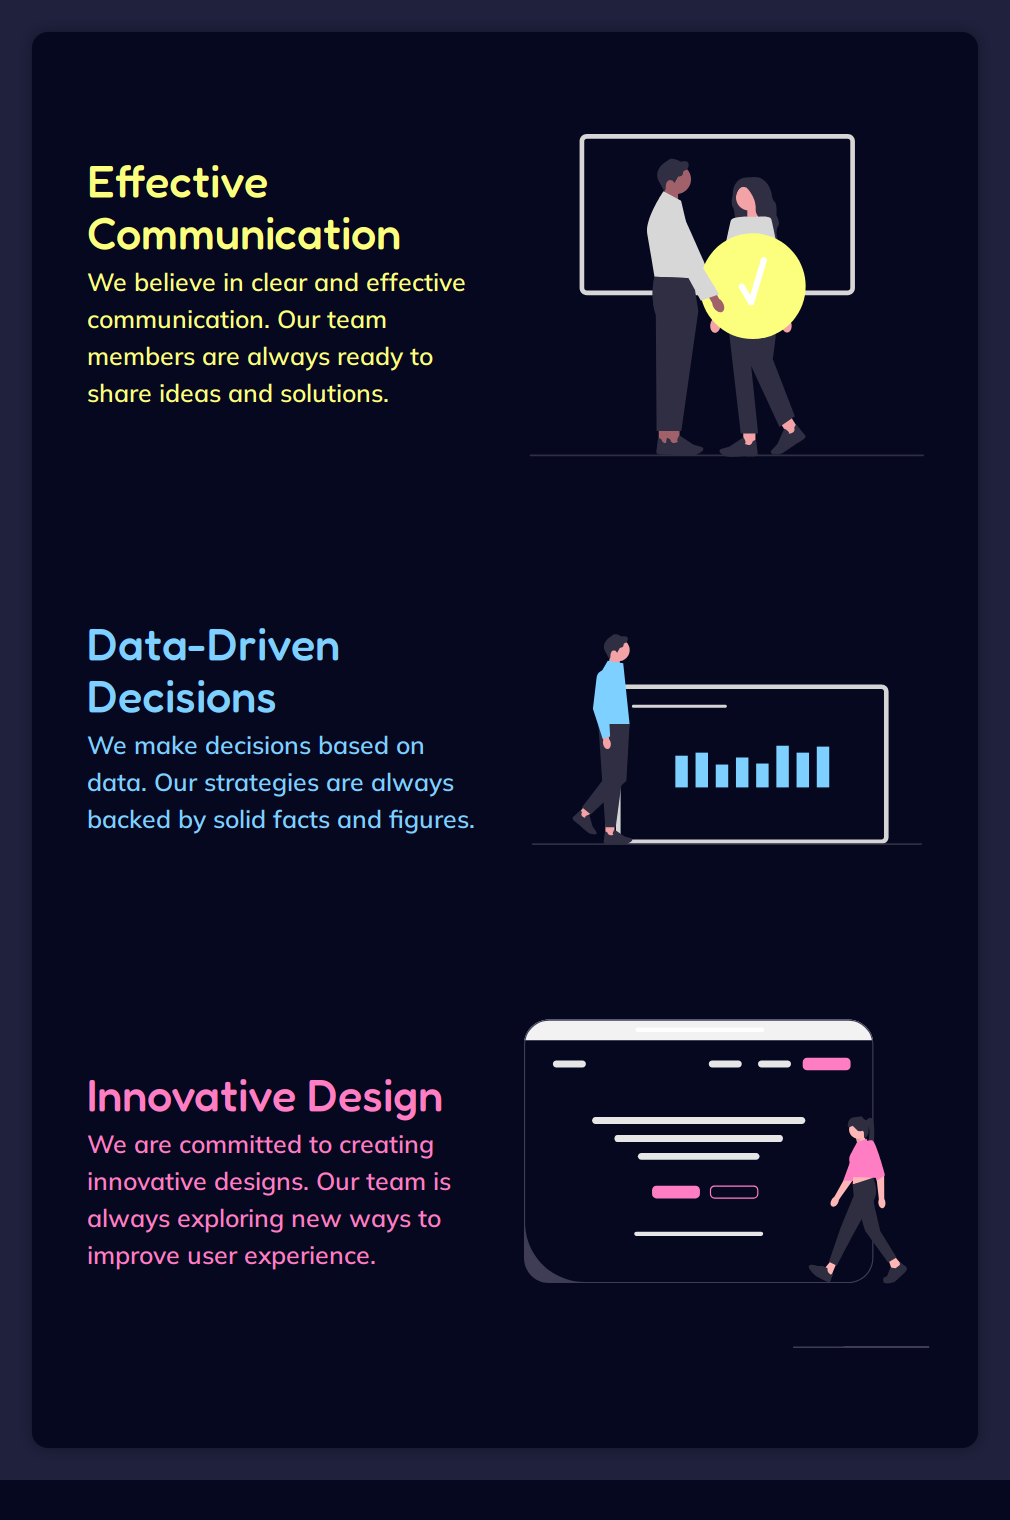 Effective
Communication
We believe in clear and effective
communication. Our team
members are always ready to
share ideas and solutions.
Data-Driven
Decisions
We make decisions based on
data. Our strategies are always
backed by solid facts and figures.
Innovative Design
We are committed to creating
innovative designs. Our team is
always exploring new ways to
improve user experience.